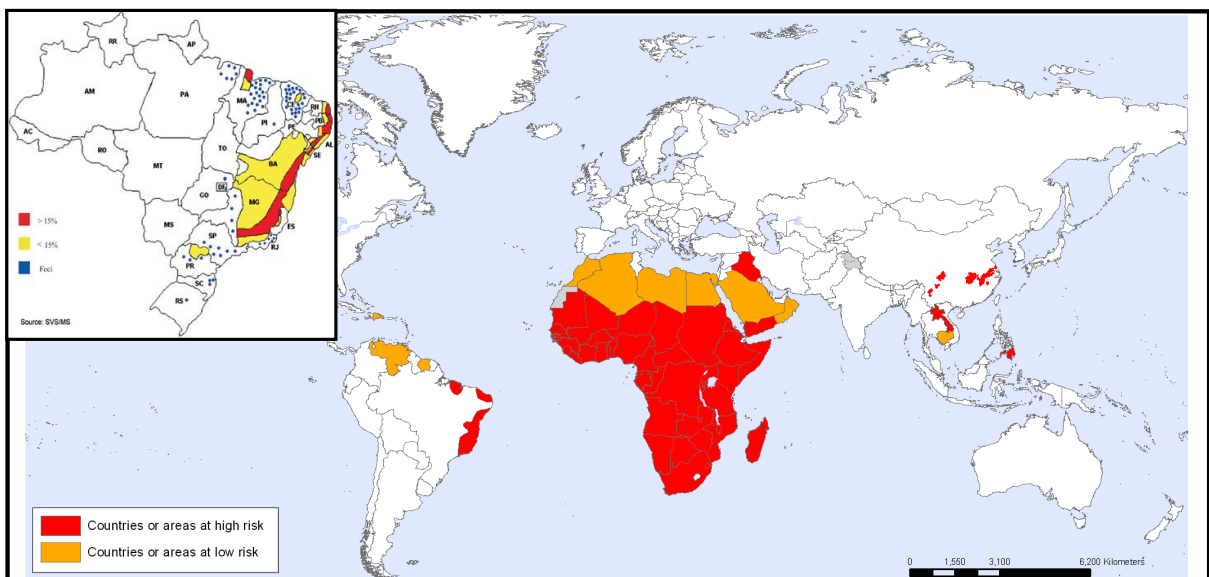 RR
AP
AM
PA
MA
RN
PB
PI
PE
AL
AC
TO
SE
RO
BA
MT
DF
GO
MG
ES
MS
SP
RJ
PR
SC
RS
> 15%
< 15%
Foci
Source: SVS/MS
Countries or areas at high risk
Countries or areas at low risk
0 1,550 3,100 6,200 Kilometers